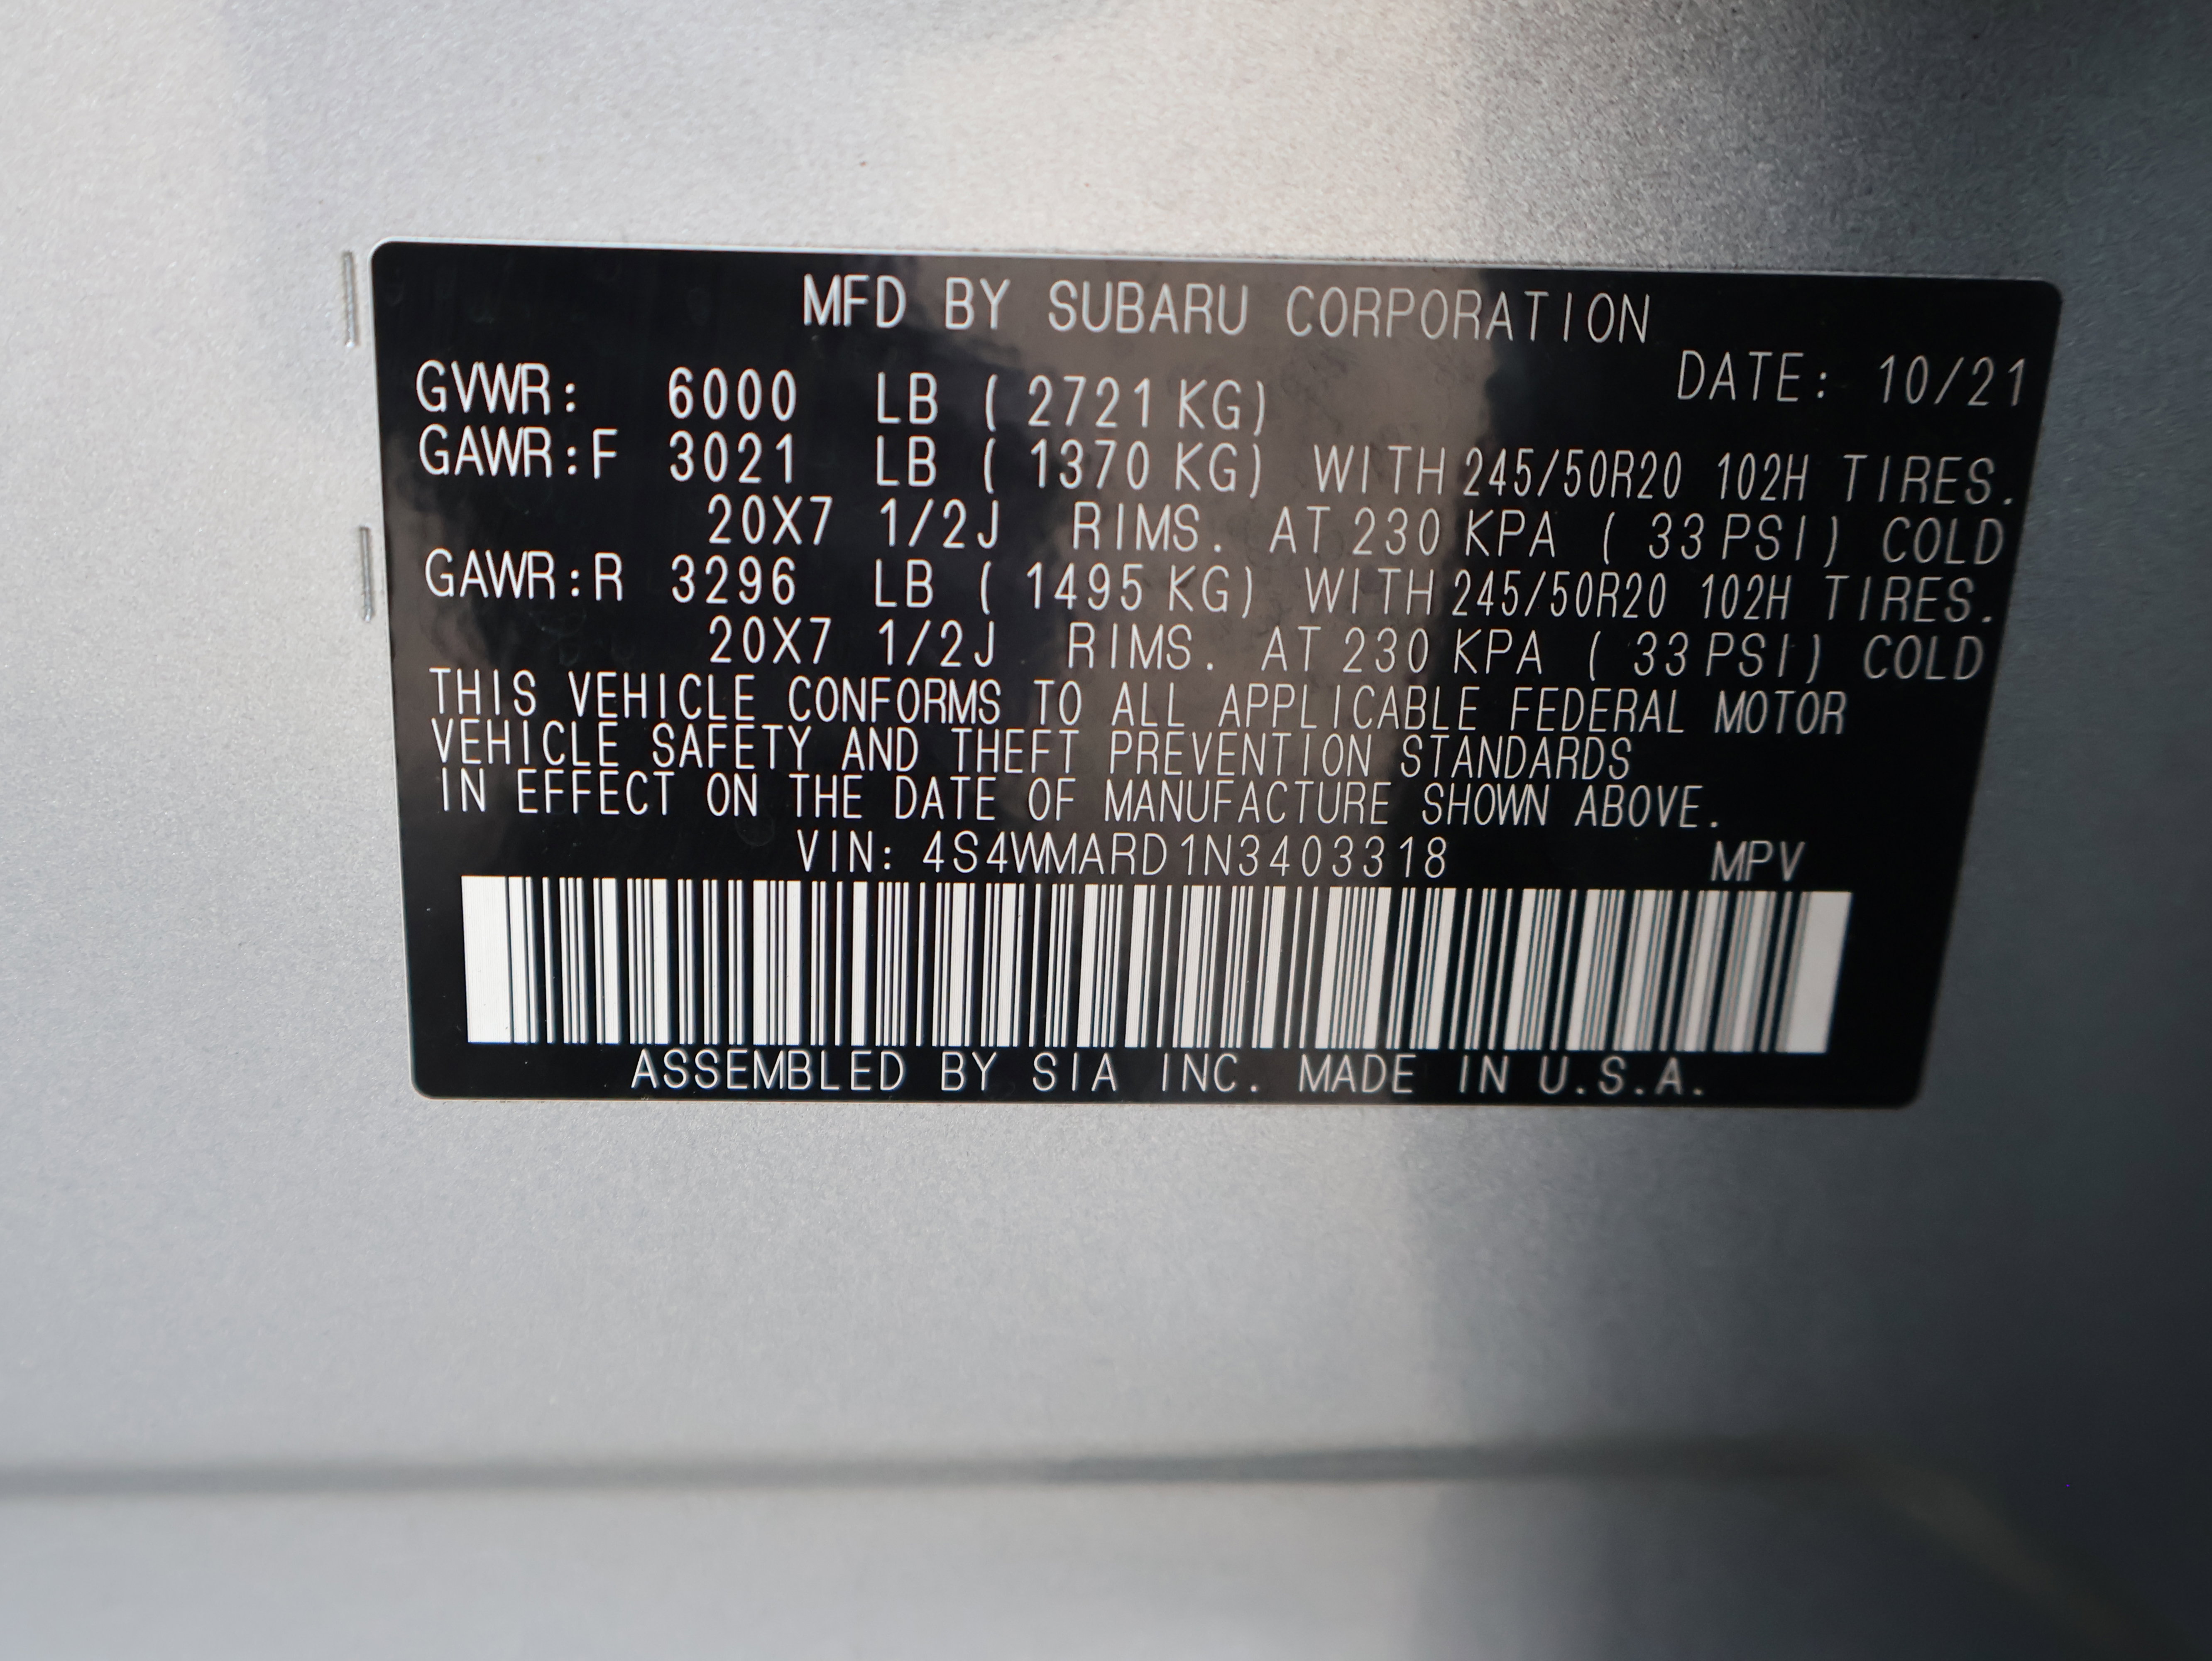 MFD BY SUBARU CORPORATION
DATE: 10/21
GVWR: 6000 LB ( 2721 KG)
GAWR:F 3021 LB ( 1370 KG) WITH 245/50R20 102H TIRES.
20X7 1/2J RIMS. AT 230 KPA ( 33 PSI) COLD
GAWR:R 3296 LB ( 1495 KG) WITH 245/50R20 102H TIRES.
20X7 1/2J RIMS. AT 230 KPA ( 33 PSI) COLD
THIS VEHICLE CONFORMS TO ALL APPLICABLE FEDERAL MOTOR
VEHICLE SAFETY AND THEFT PREVENTION STANDARDS
IN EFFECT ON THE DATE OF MANUFACTURE SHOWN ABOVE.
VIN: 4S4WMARD1N3403318 MPV
ASSEMBLED BY SIA INC. MADE IN U.S.A.